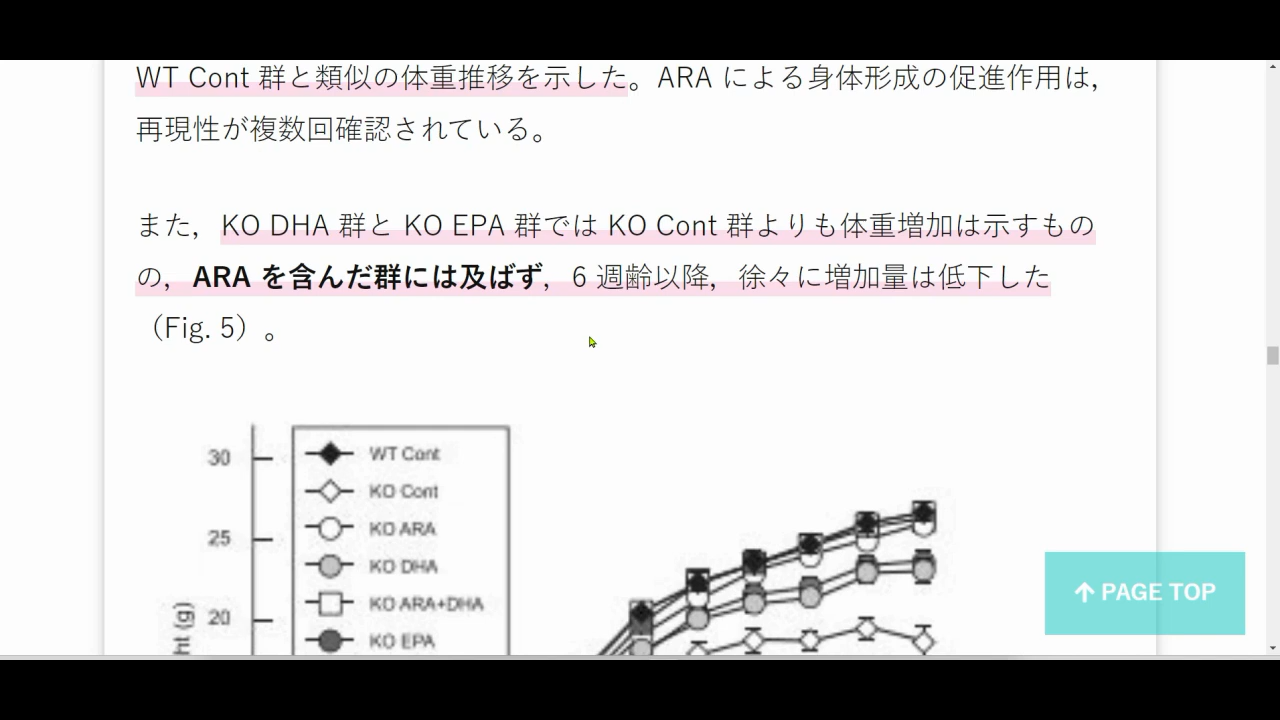 WT Cont 群と類似の体重推移を示した。ARA による身体形成の促進作用は,
再現性が複数回確認されている。
また, KO DHA 群と KO EPA 群では KO Cont 群よりも体重増加は示すもの
の, ARA を含んだ群には及ばず, 6 週齢以降, 徐々に増加量は低下した
（Fig. 5）。
30
25
20
ht (g)
WT Cont
KO Cont
KO ARA
KO DHA
KO ARA+DHA
KO EPA
↑ PAGE TOP